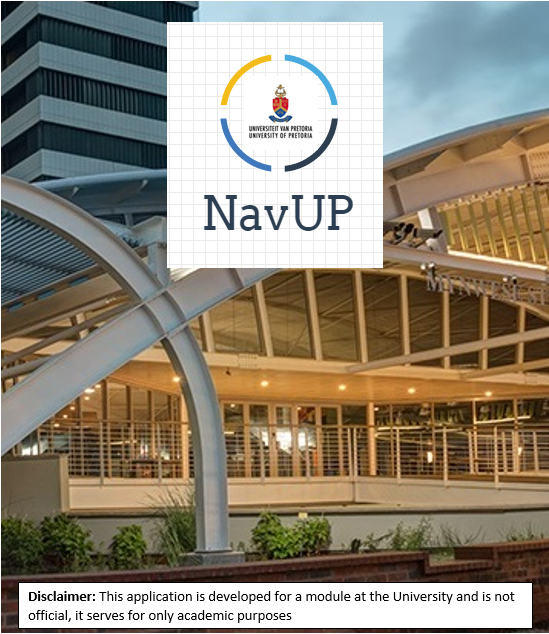 UNIVERSITEIT VAN PRETORIA
UNIVERSITY OF PRETORIA
NavUP
Disclaimer: This application is developed for a module at the University and is not
official, it serves for only academic purposes